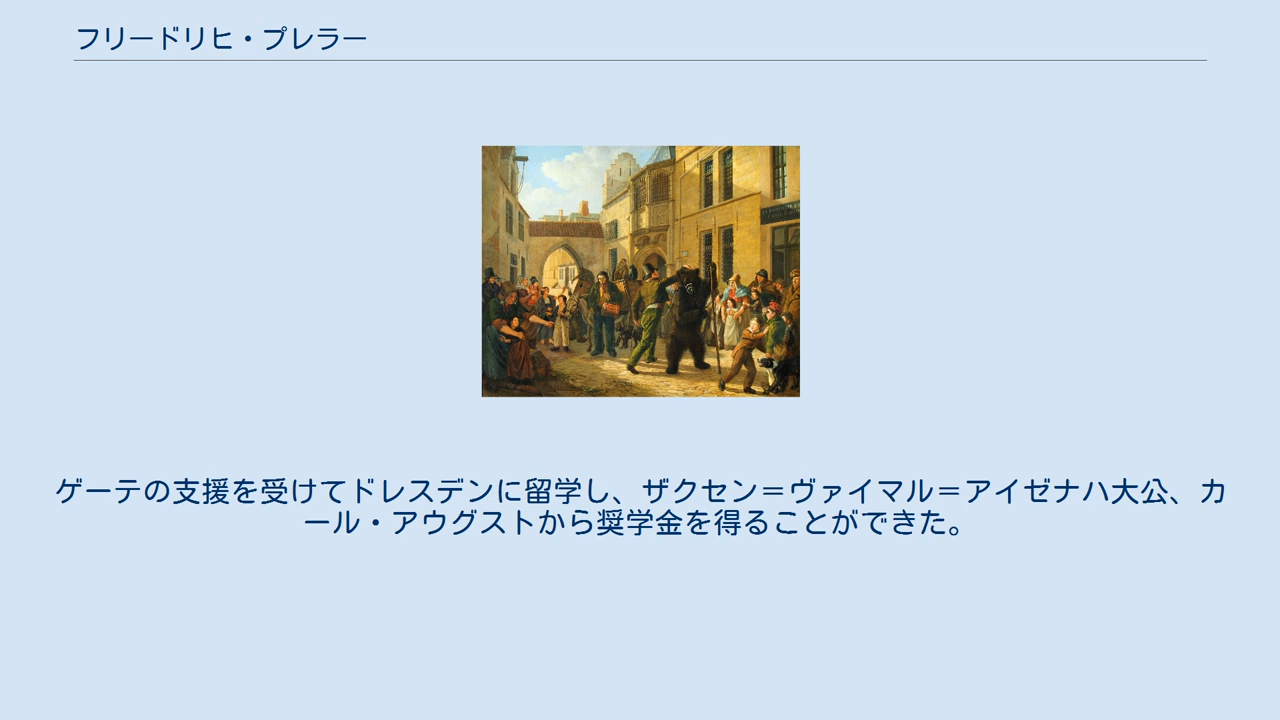 フリードリヒ・プレラー
ゲーテの支援を受けてドレスデンに留学し、ザクセン＝ヴァイマル＝アイゼナハ大公、カ
ール・アウグストから奨学金を得ることができた。